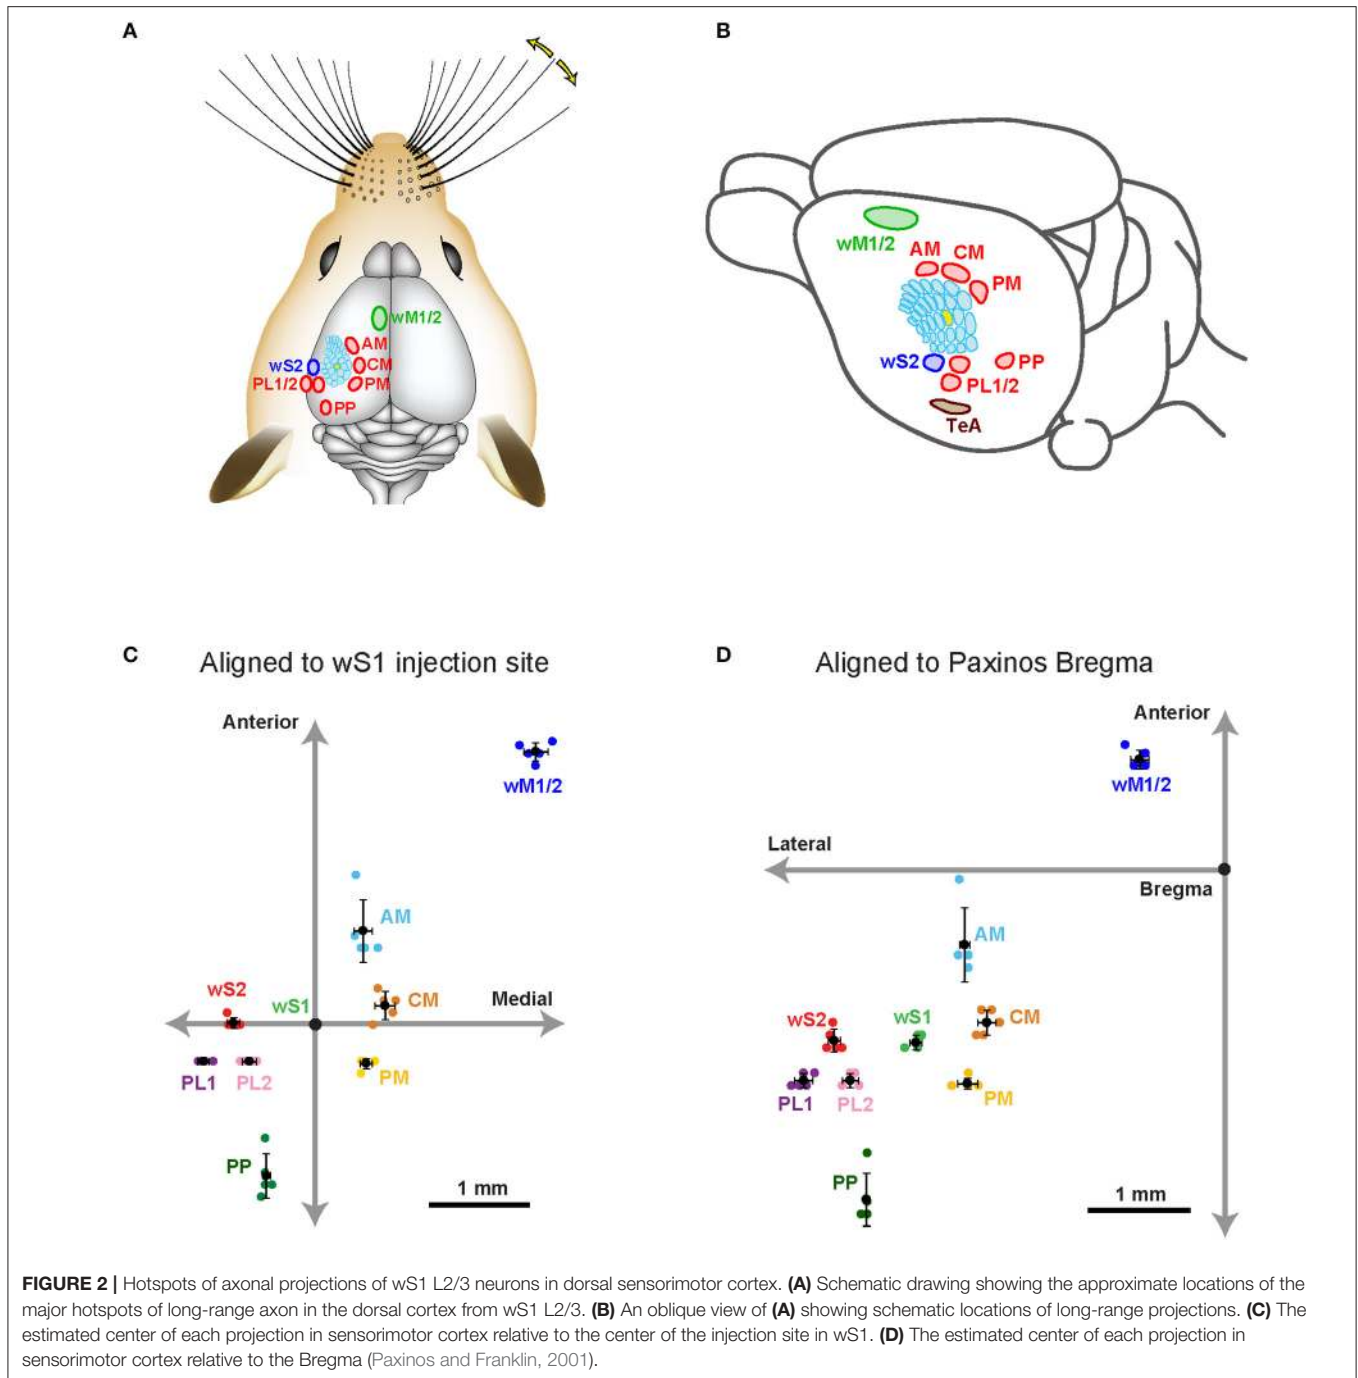 A
B
wM1/2
AM
wS2
CM
PL1/2
PM
PP
wM1/2
AM
CM
PM
wS2
PP
PL1/2
TeA
C
Aligned to wS1 injection site
Anterior
wM1/2
AM
wS2
wS1
CM
Medial
PL1
PL2
PM
PP
1 mm
D
Aligned to Paxinos Bregma
Anterior
wM1/2
Lateral
Bregma
AM
wS2
wS1
CM
PL1
PL2
PM
PP
1 mm
FIGURE 2 | Hotspots of axonal projections of wS1 L2/3 neurons in dorsal sensorimotor cortex. (A) Schematic drawing showing the approximate locations of the
major hotspots of long-range axon in the dorsal cortex from wS1 L2/3. (B) An oblique view of (A) showing schematic locations of long-range projections. (C) The
estimated center of each projection in sensorimotor cortex relative to the center of the injection site in wS1. (D) The estimated center of each projection in
sensorimotor cortex relative to the Bregma (Paxinos and Franklin, 2001).